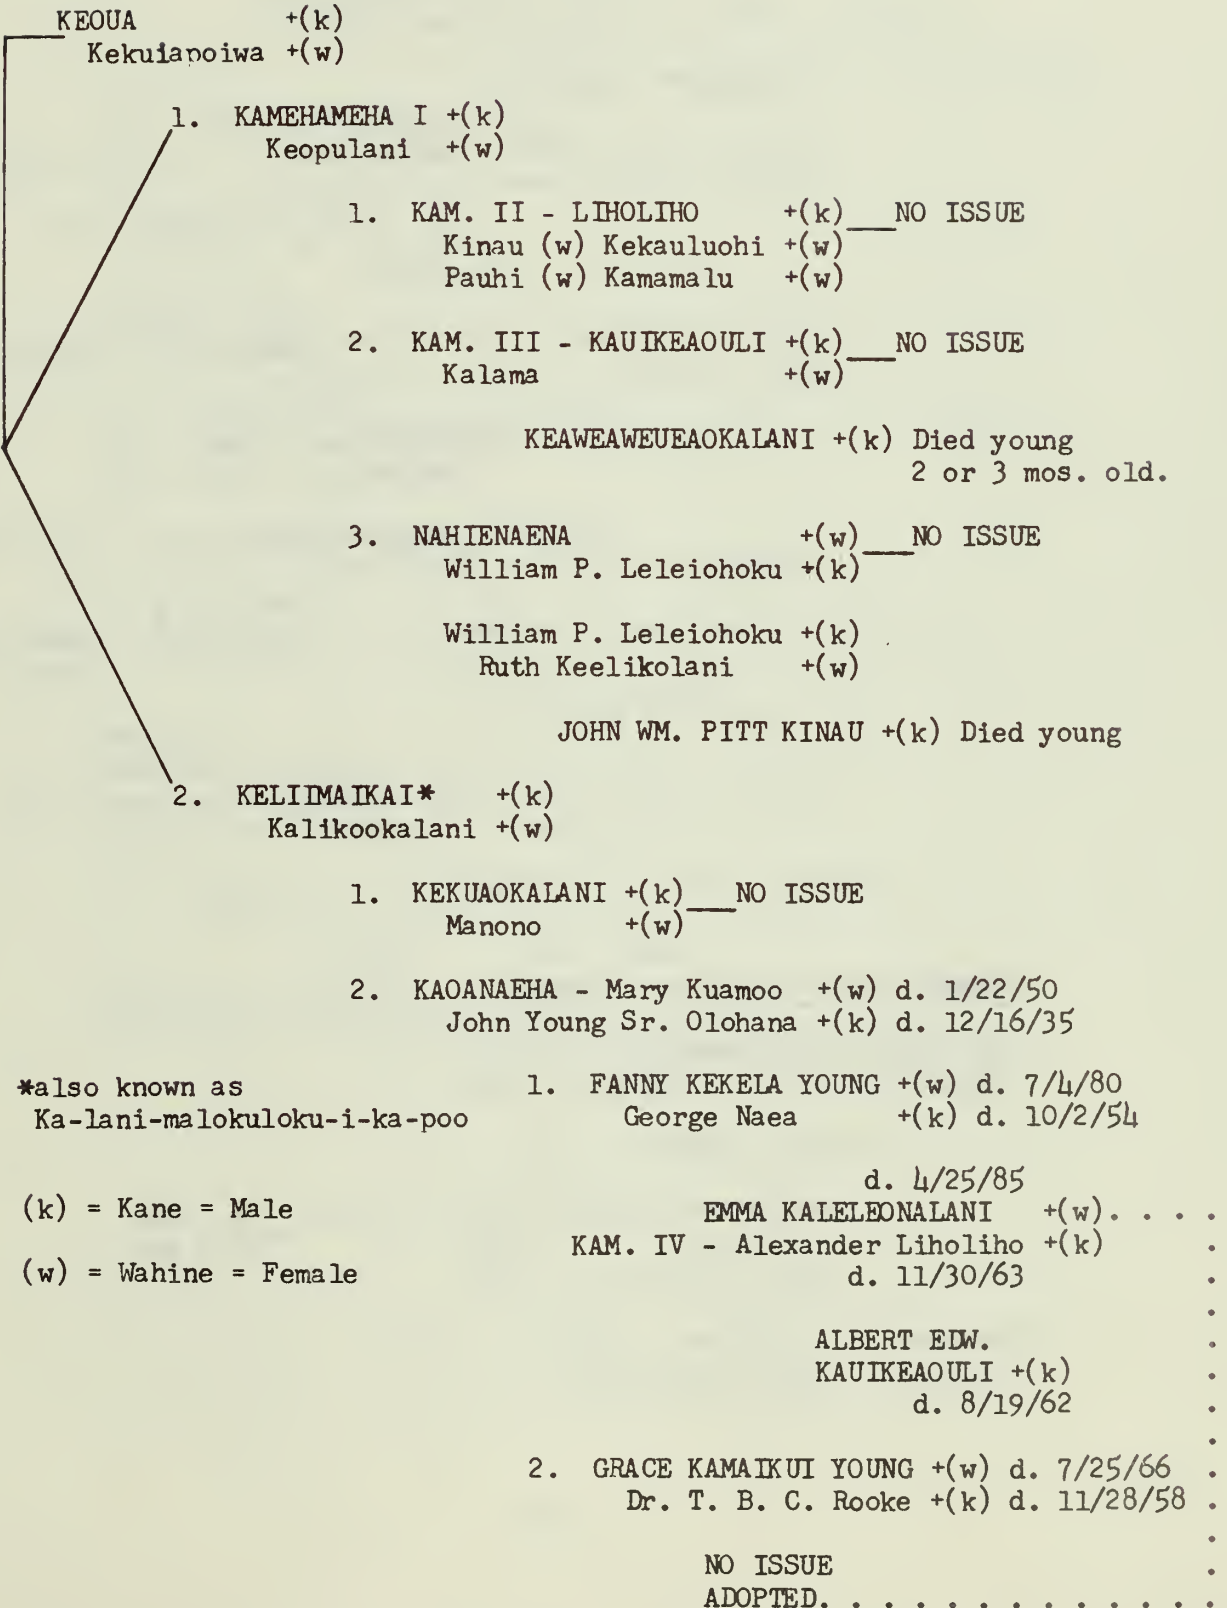 KEOUA +(k)
Kekuiapoiwa +(w)
1. KAMEHAMEHA I +(k)
Keopulani +(w)
1. KAM. II - LIHOLIHO +(k)___NO ISSUE
Kinau (w) Kekauluohi +(w)
Pauhi (w) Kamamalu +(w)
2. KAM. III - KAUIKEAOULI +(k)___NO ISSUE
Kalama +(w)
KEAWEAWEUEAOKALANI +(k) Died young
2 or 3 mos. old.
3. NAHIENAENA +(w)___NO ISSUE
William P. Leleiohoku +(k)
William P. Leleiohoku +(k)
Ruth Keelikolani +(w)
JOHN WM. PITT KINAU +(k) Died young
2. KELIIMAIKAI* +(k)
Kalikookalani +(w)
1. KEKUAOKALANI +(k)___NO ISSUE
Manono +(w)
2. KAOANAEHA - Mary Kuamoo +(w) d. 1/22/50
John Young Sr. Olohana +(k) d. 12/16/35
*also known as
Ka-lani-malokuloku-i-ka-poo
(k) = Kane = Male
(w) = Wahine = Female
1. FANNY KEKELA YOUNG +(w) d. 7/4/80
George Naea +(k) d. 10/2/54
d. 4/25/85
EMMA KALELEONALANI +(w). . . .
KAM. IV - Alexander Liholiho +(k)
d. 11/30/63
ALBERT EDW.
KAUIKEAOULI +(k)
d. 8/19/62
2. GRACE KAMAIKUI YOUNG +(w) d. 7/25/66
Dr. T. B. C. Rooke +(k) d. 11/28/58
NO ISSUE
ADOPTED. . . . . . . . . . . . .